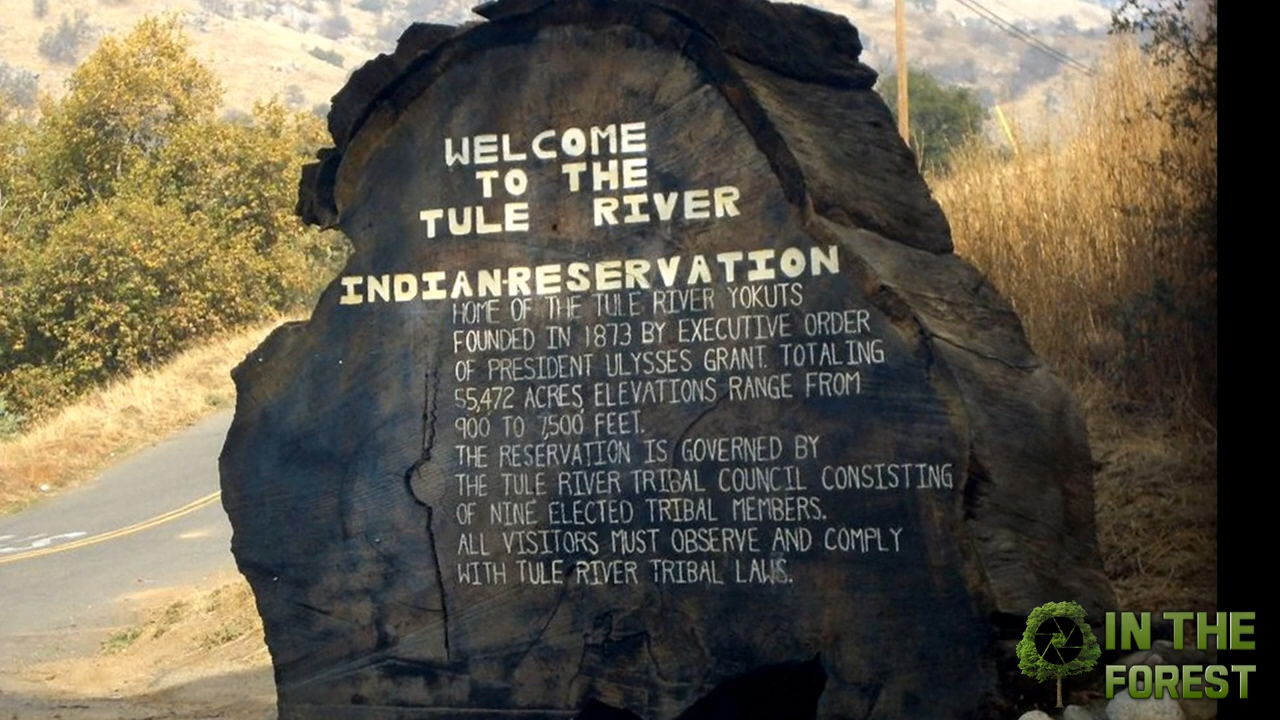 WELCOME
TO THE
TULE RIVER
INDIAN-RESERVATION
HOME OF THE TULE RIVER YOKUTS
FOUNDED IN 1873 BY EXECUTIVE ORDER
OF PRESIDENT ULYSSES GRANT. TOTALING
55,472 ACRES, ELEVATIONS RANGE FROM
900 TO 7,500 FEET.
THE RESERVATION IS GOVERNED BY
THE TULE RIVER TRIBAL COUNCIL CONSISTING
OF NINE ELECTED TRIBAL MEMBERS.
ALL VISITORS MUST OBSERVE AND COMPLY
WITH TULE RIVER TRIBAL LAWS.
IN THE
FOREST